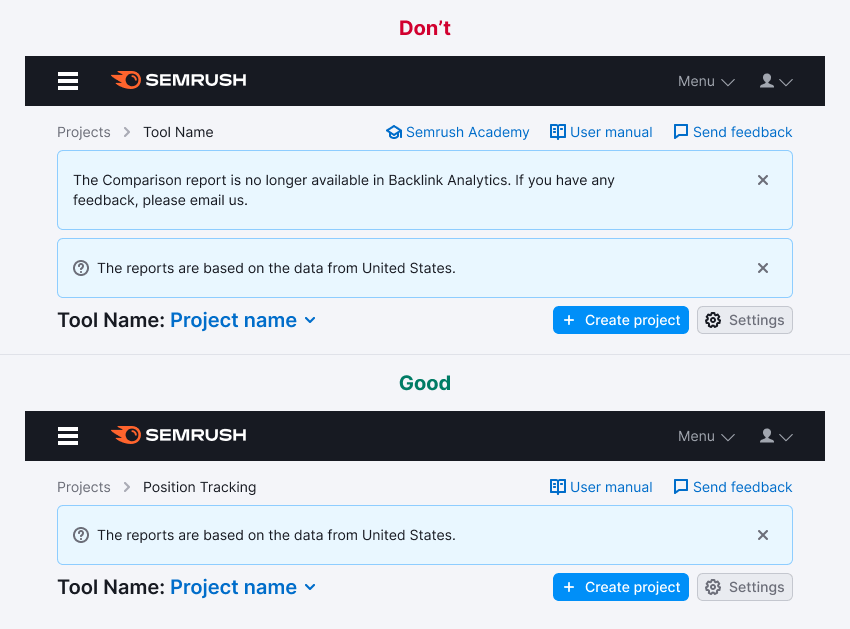 Don’t
SEMRUSH Menu
Projects Tool Name Semrush Academy User manual Send feedback
The Comparison report is no longer available in Backlink Analytics. If you have any
feedback, please email us.
The reports are based on the data from United States.
Tool Name: Project name + Create project Settings
Good
SEMRUSH Menu
Projects Position Tracking User manual Send feedback
The reports are based on the data from United States.
Tool Name: Project name + Create project Settings